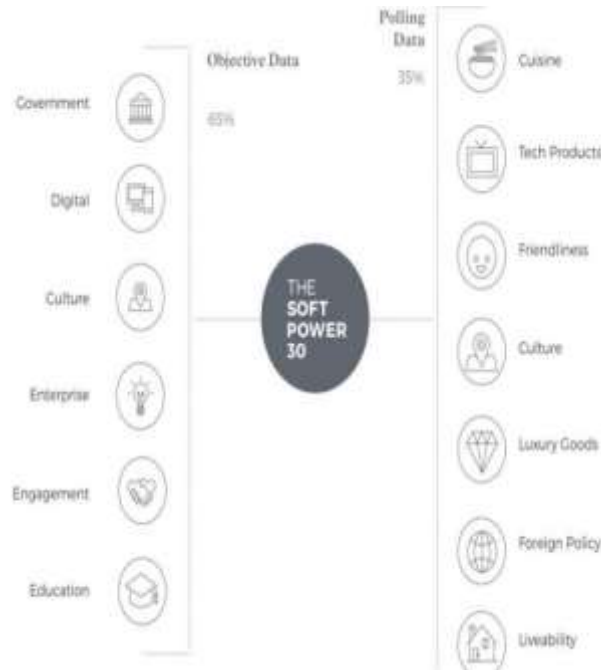 Polling
Data
35%
Objective Data
65%
Government
Digital
Culture
Enterprise
Engagement
Education
THE
SOFT
POWER
30
Cuisine
Tech Products
Friendliness
Culture
Luxury Goods
Foreign Policy
Liveability